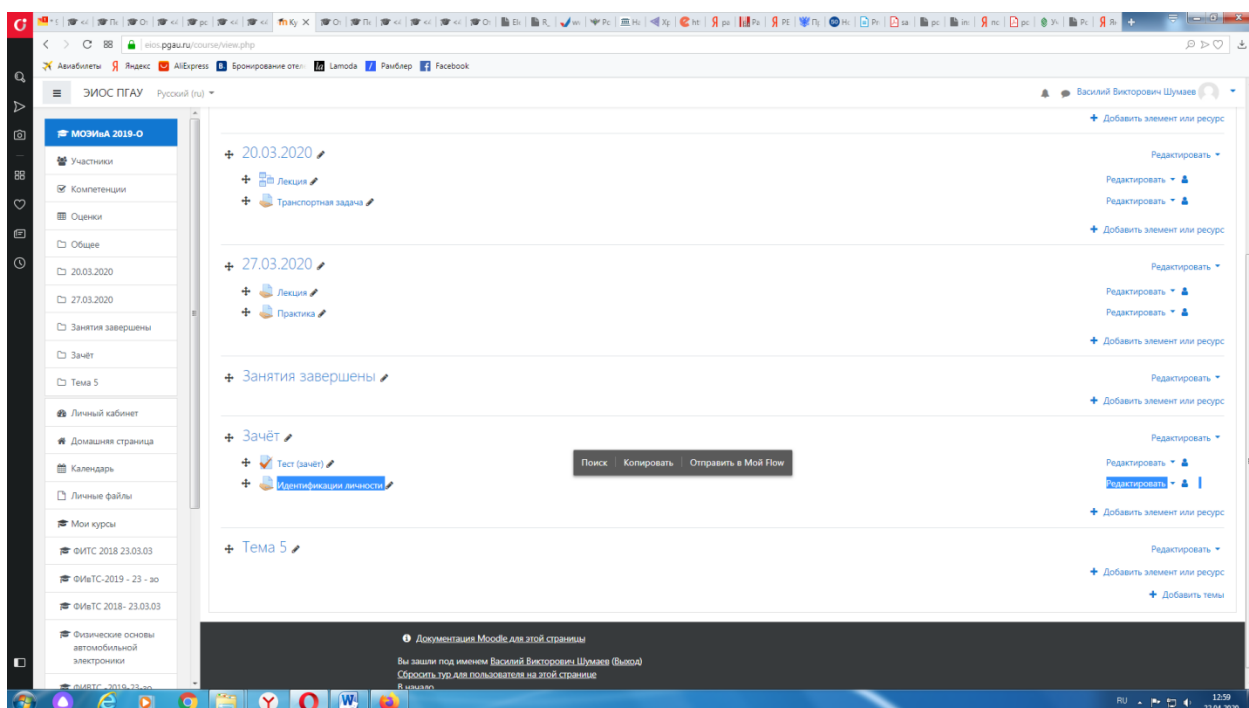 eios.pgau.ru/course/view.php
Авиабилеты Яндекс AliExpress Бронирование отел Lamoda Рамблер Facebook
ЭИОС ПГАУ Русский (ru) Василий Викторович Шумаев
Добавить элемент или ресурс
МОЭИвА 2019-О
Участники
Компетенции
Оценки
Общее
20.03.2020
27.03.2020
Занятия завершены
Зачёт
Тема 5
Личный кабинет
Домашняя страница
Календарь
Личные файлы
Мои курсы
ФИТС 2018 23.03.03
ФИвТС-2019 - 23 - зо
ФИвТС 2018- 23.03.03
Физические основы
автомобильной
электроники
ФИВТС -2019-23-зо
20.03.2020 Редактировать
Лекция Редактировать
Транспортная задача Редактировать
Добавить элемент или ресурс
27.03.2020 Редактировать
Лекция Редактировать
Практика Редактировать
Добавить элемент или ресурс
Занятия завершены Редактировать
Добавить элемент или ресурс
Зачёт Редактировать
Поиск Копировать Отправить в Мой Flow
Тест (зачёт) Редактировать
Идентификации личности Редактировать
Добавить элемент или ресурс
Тема 5 Редактировать
Добавить элемент или ресурс
Добавить темы
Документация Moodle для этой страницы
Вы зашли под именем Василий Викторович Шумаев (Выход)
Сбросить тур для пользователя на этой странице
В начало
RU 12:59